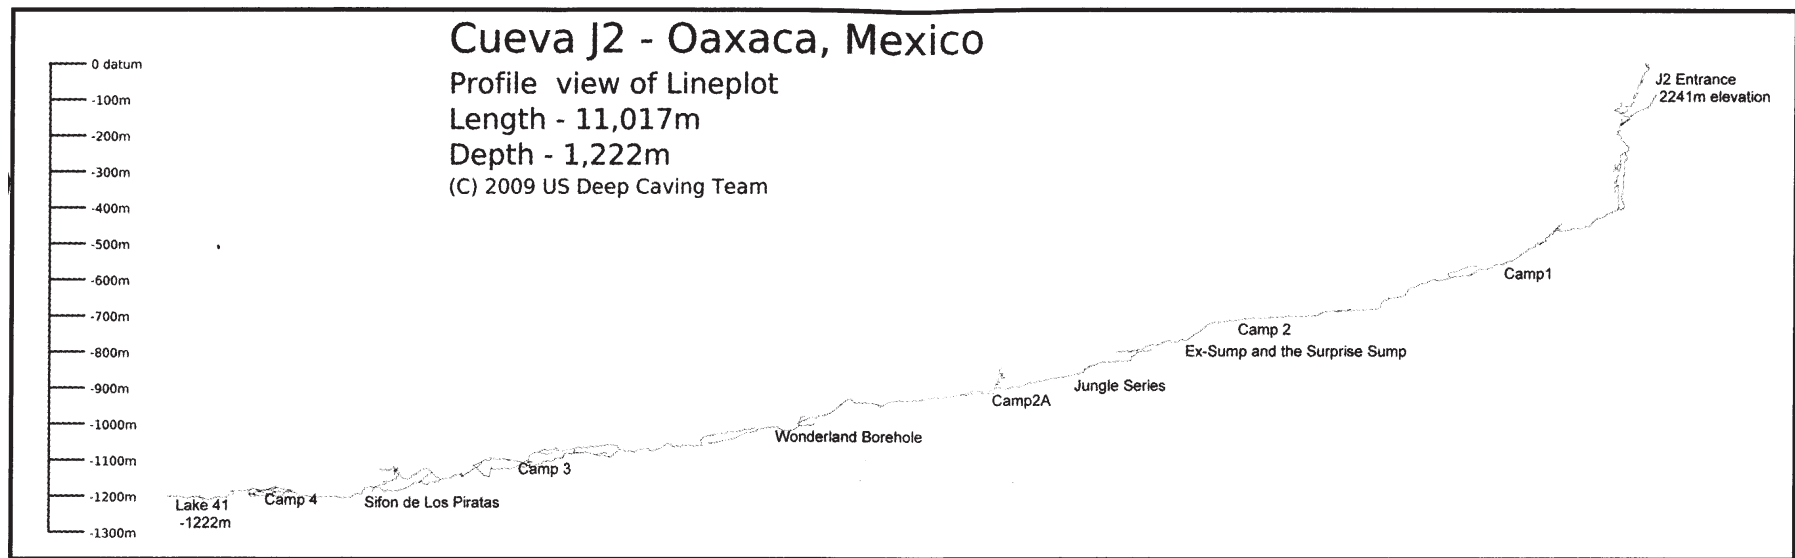 Cueva J2 - Oaxaca, Mexico
Profile view of Lineplot
Length - 11,017m
Depth - 1,222m
(C) 2009 US Deep Caving Team
0 datum
-100m
-200m
-300m
-400m
-500m
-600m
-700m
-800m
-900m
-1000m
-1100m
-1200m
-1300m
J2 Entrance
2241m elevation
Camp1
Camp 2
Ex-Sump and the Surprise Sump
Jungle Series
Camp2A
Wonderland Borehole
Camp 3
Sifon de Los Piratas
Camp 4
Lake 41
-1222m